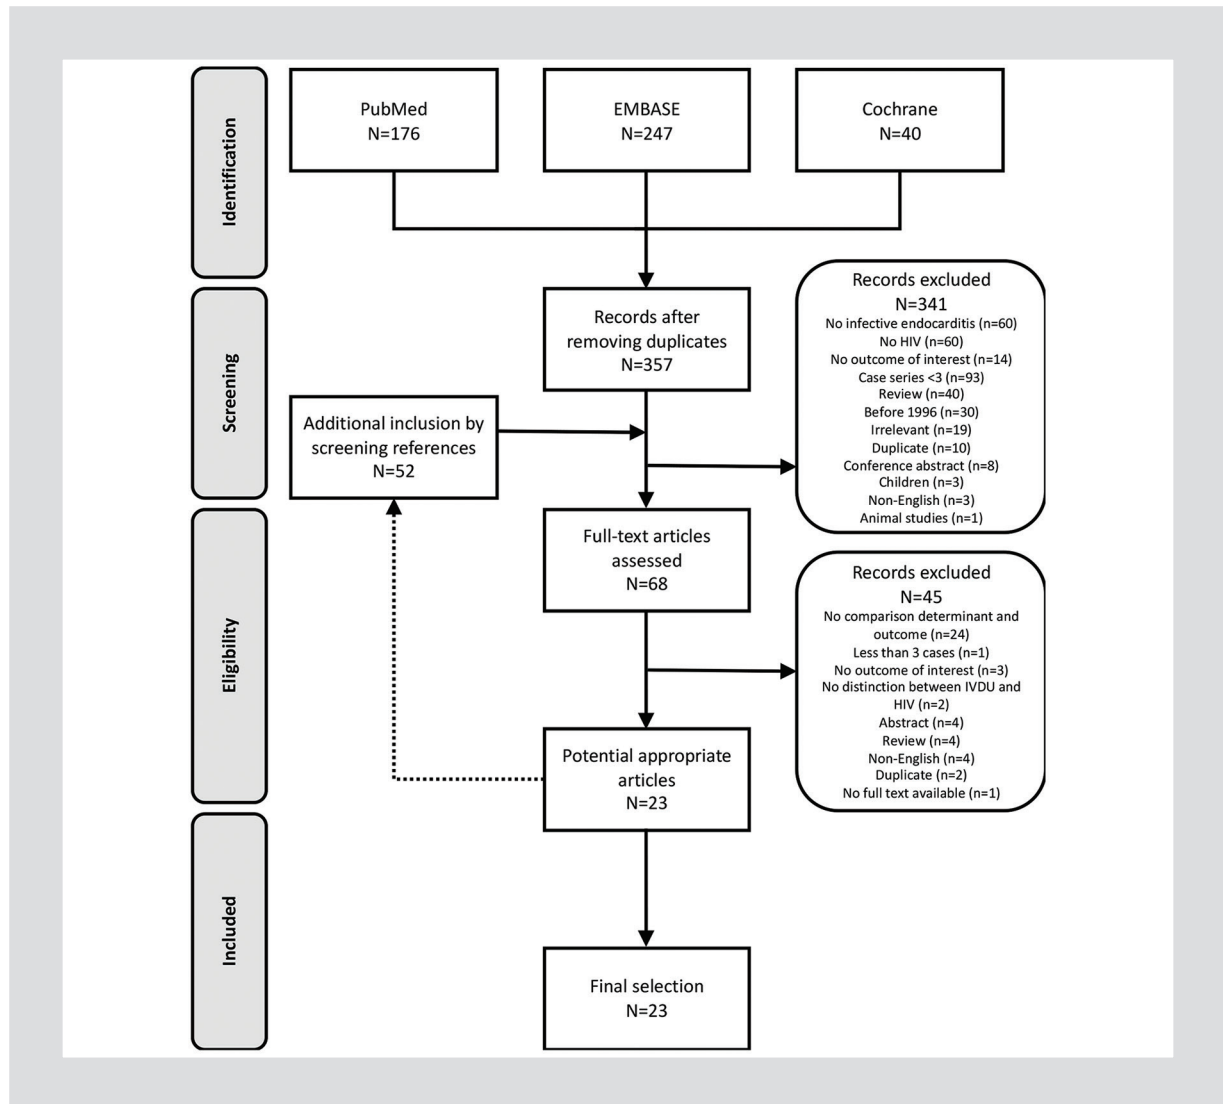 Identification
PubMed
N=176
EMBASE
N=247
Cochrane
N=40
Screening
Records after
removing duplicates
N=357
Records excluded
N=341
No infective endocarditis (n=60)
No HIV (n=60)
No outcome of interest (n=14)
Case series <3 (n=93)
Review (n=40)
Before 1996 (n=30)
Irrelevant (n=19)
Duplicate (n=10)
Conference abstract (n=8)
Children (n=3)
Non-English (n=3)
Animal studies (n=1)
Additional inclusion by
screening references
N=52
Eligibility
Full-text articles
assessed
N=68
Records excluded
N=45
No comparison determinant and
outcome (n=24)
Less than 3 cases (n=1)
No outcome of interest (n=3)
No distinction between IVDU and
HIV (n=2)
Abstract (n=4)
Review (n=4)
Non-English (n=4)
Duplicate (n=2)
No full text available (n=1)
Potential appropriate
articles
N=23
Included
Final selection
N=23